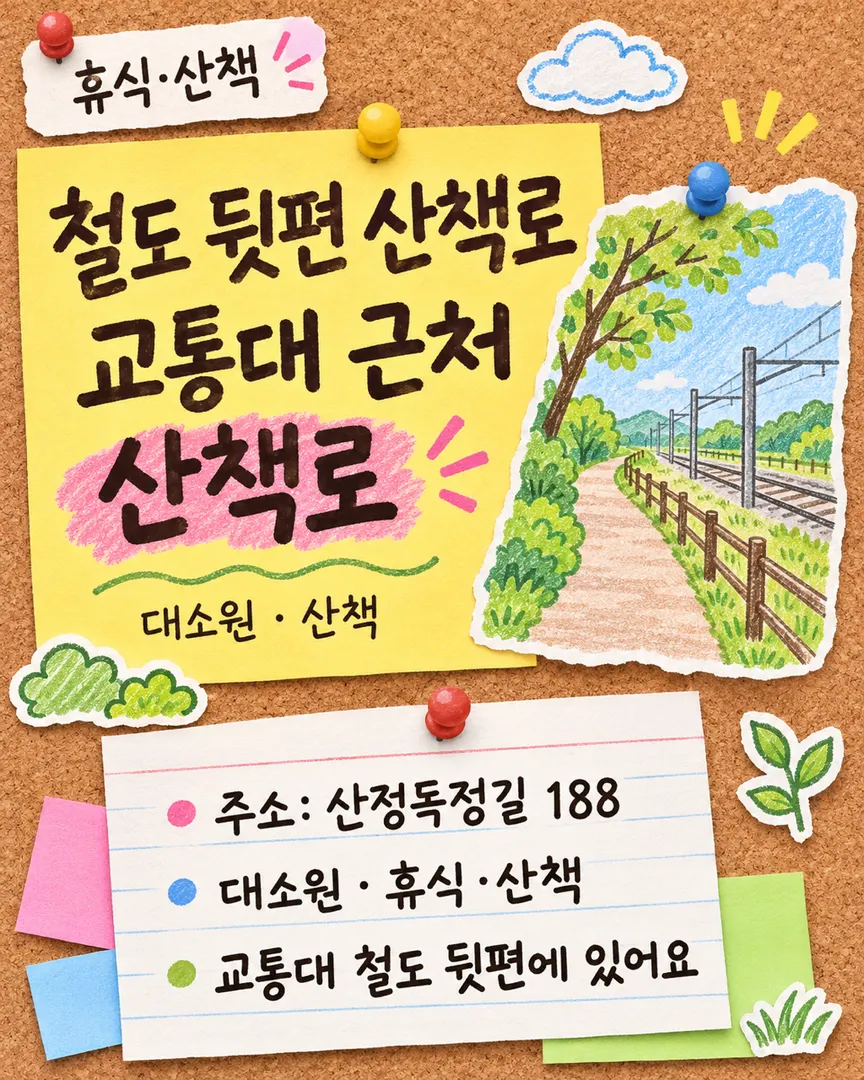 휴식·산책
철도 뒷편 산책로
교통대 근처
산책로
대소원 · 산책
주소: 산정독정길 188
대소원 · 휴식 · 산책
교통대 철도 뒷편에 있어요